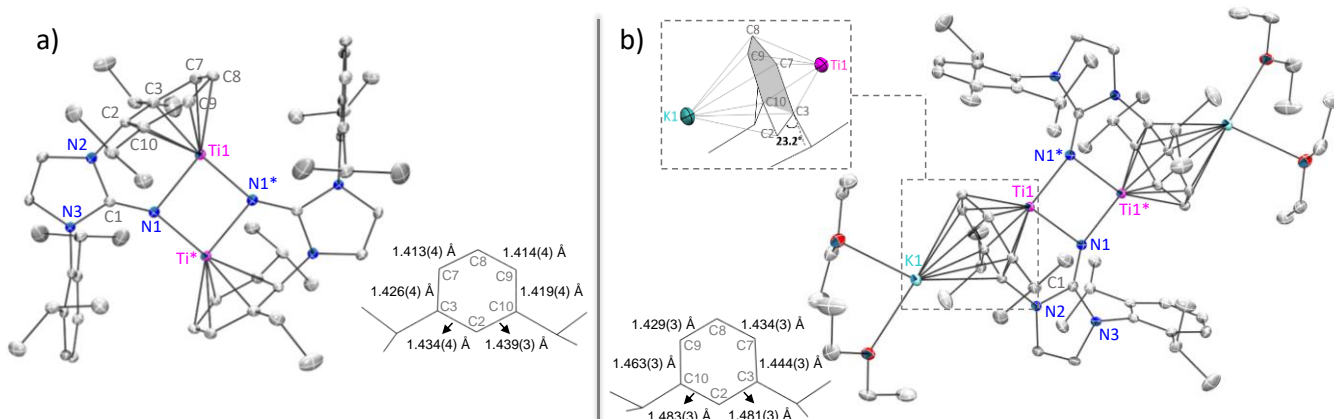 a)
C7
C8
C3
C9
C2
C10
N2
Ti1
N1*
N3
C1
N1
Ti*
1.413(4) Å
1.414(4) Å
C8
C7
C9
1.426(4) Å
1.419(4) Å
C3
C10
C2
1.434(4) Å
1.439(3) Å
b)
C8
C9
C7
Ti1
C10
C3
K1
C2
23.2°
N1*
Ti1
Ti1*
N1
K1
C1
N2
N3
1.429(3) Å
1.434(3) Å
C8
C9
C7
1.463(3) Å
1.444(3) Å
C10
C3
C2
1.483(3) Å
1.481(3) Å